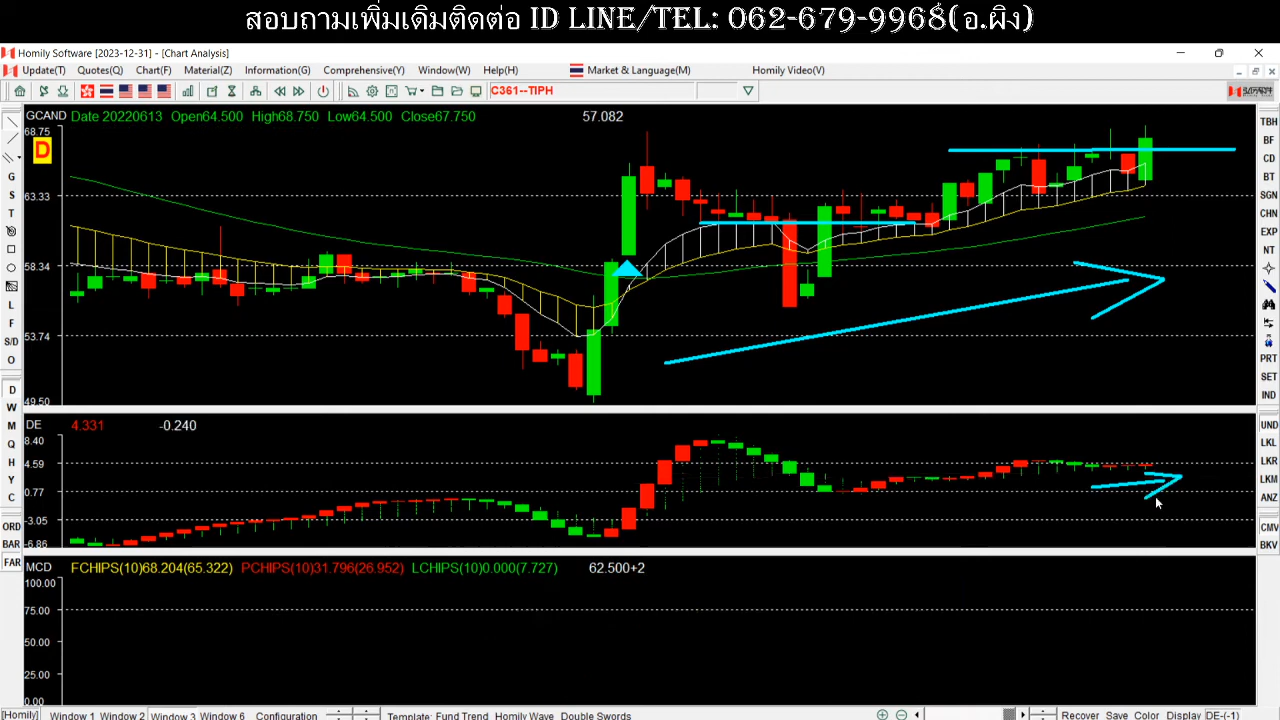 สอบถามเพิ่มเติมติดต่อ ID LINE/TEL: 062-679-9968(อ.ผิง)
Homily Software [2023-12-31] - [Chart Analysis]
Update(T) Quotes(Q) Chart(F) Material(Z) Information(G) Comprehensive(Y) Window(W) Help(H) Market & Language(M) Homily Video(V)
C361--TIPH
GCAND Date 20220613 Open64.500 High68.750 Low64.500 Close67.750 57.082
68.75
D
63.33
58.34
53.74
49.50
DE 4.331 -0.240
8.40
4.59
0.77
-3.05
-6.86
MCD FCHIPS(10)68.204(65.322) PCHIPS(10)31.796(26.952) LCHIPS(10)0.000(7.727) 62.500+2
100.00
75.00
50.00
25.00
0.00
G
S
T
L
F
S/D
O
D
W
M
Q
H
Y
C
ORD
BAR
FAR
TBH
BF
CD
BT
SGN
CHN
EXP
NT
PRT
SET
IND
UND
LKL
LKR
LKM
ANZ
CMV
BKV
[Homily] Window 1 Window 2 Window 3 Window 6 Configuration Template: Fund Trend Homily Wave Double Swords Recover Save Color Display DE-(-1)